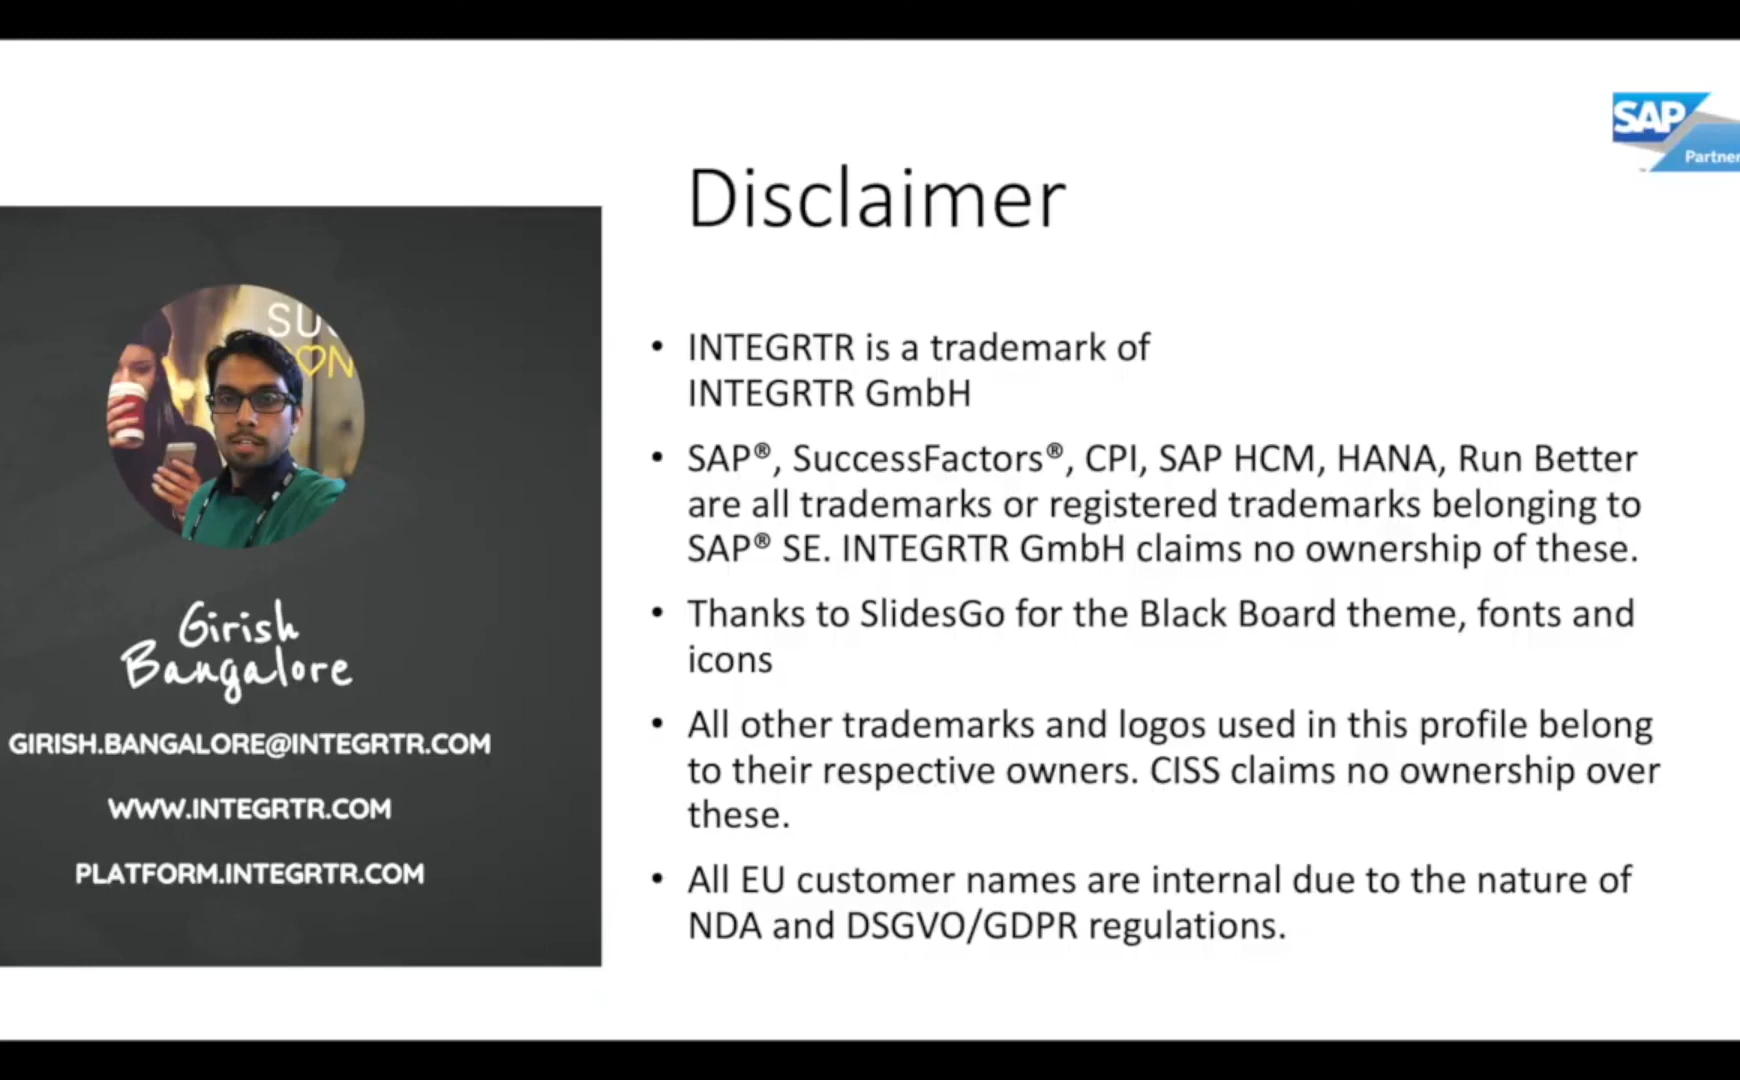 SAP
Partner
Disclaimer
SU
ON
Girish
Bangalore
GIRISH.BANGALORE@INTEGRTR.COM
WWW.INTEGRTR.COM
PLATFORM.INTEGRTR.COM
• INTEGRTR is a trademark of
INTEGRTR GmbH
• SAP®, SuccessFactors®, CPI, SAP HCM, HANA, Run Better
are all trademarks or registered trademarks belonging to
SAP® SE. INTEGRTR GmbH claims no ownership of these.
• Thanks to SlidesGo for the Black Board theme, fonts and
icons
• All other trademarks and logos used in this profile belong
to their respective owners. CISS claims no ownership over
these.
• All EU customer names are internal due to the nature of
NDA and DSGVO/GDPR regulations.